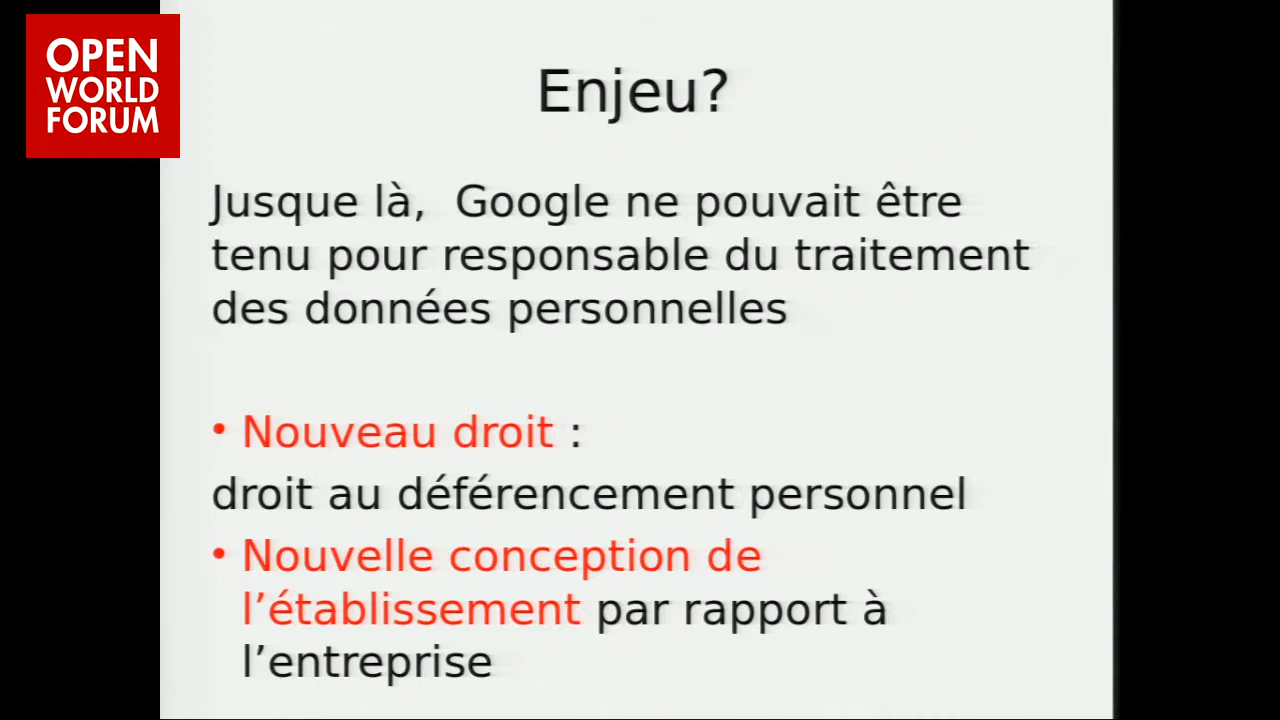 OPEN
WORLD
FORUM
Enjeu?
Jusque là, Google ne pouvait être
tenu pour responsable du traitement
des données personnelles
• Nouveau droit :
droit au déférencement personnel
• Nouvelle conception de
l’établissement par rapport à
l’entreprise